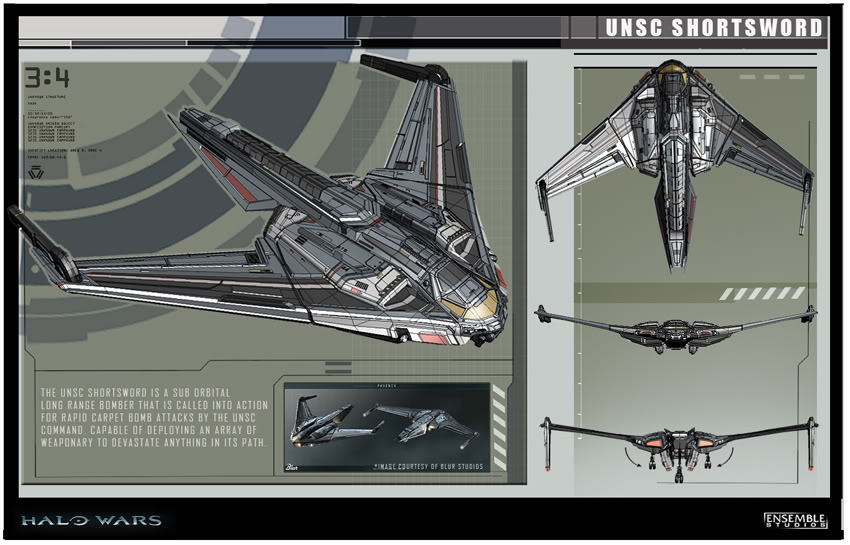 UNSC SHORTSWORD
3:4
THE UNSC SHORTSWORD IS A SUB ORBITAL
LONG RANGE BOMBER THAT IS CALLED INTO ACTION
FOR RAPID CARPET BOMB ATTACKS BY THE UNSC
COMMAND. CAPABLE OF DEPLOYING AN ARRAY OF
WEAPONARY TO DEVASTATE ANYTHING IN ITS PATH.
PHOENIX
Blur
*IMAGE COURTESY OF BLUR STUDIOS
HALO WARS
ENSEMBLE
STUDIOS